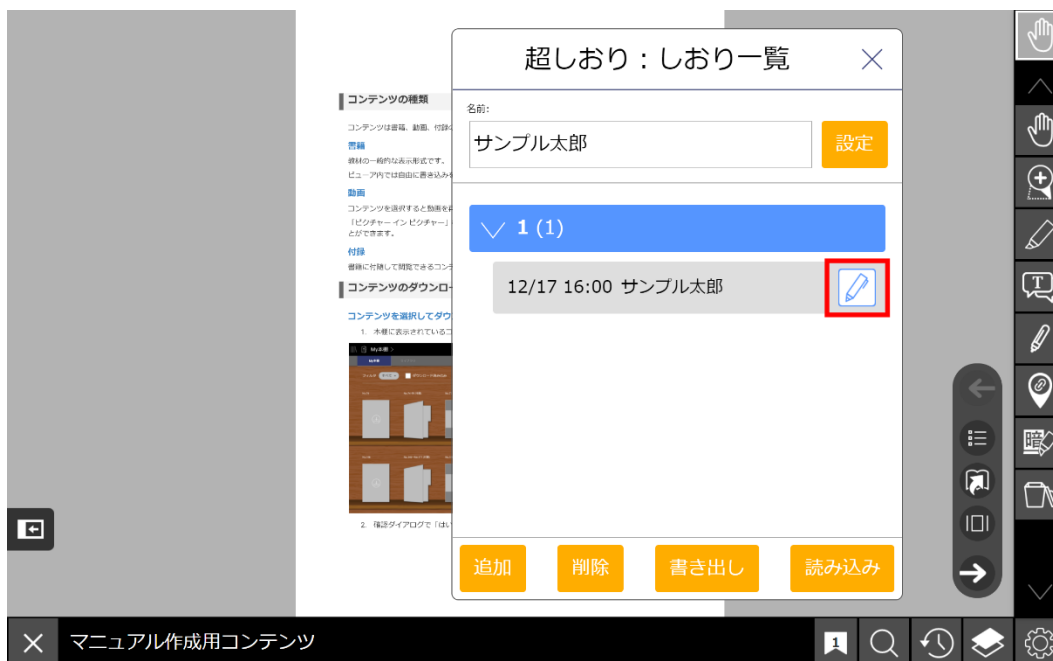 超しおり：しおり一覧
名前:
サンプル太郎
設定
1 (1)
12/17 16:00 サンプル太郎
追加
削除
書き出し
読み込み
コンテンツの種類
コンテンツは書籍、動画、付録
書籍
教材の一般的な表示形式です。
ビューア内では自由に書き込み
動画
コンテンツを選択すると動画を
「ピクチャー イン ピクチャー」
とができます。
付録
書籍に付随して閲覧できるコンテ
コンテンツのダウンロー
コンテンツを選択してダウ
1. 本棚に表示されているコ
My本棚
2. 確認ダイアログで「はい
T
暗
マニュアル作成用コンテンツ
1